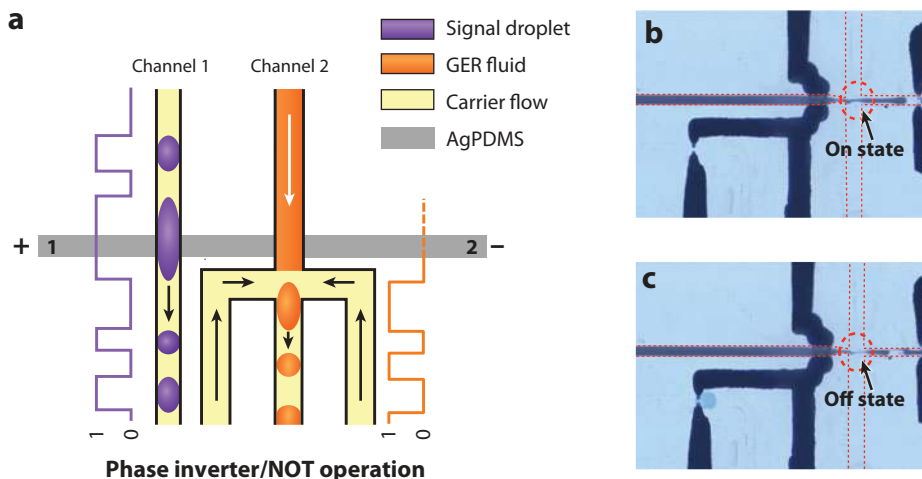 a
Channel 1
Channel 2
Signal droplet
GER fluid
Carrier flow
AgPDMS
+ 1
2 −
1
0
1
0
Phase inverter/NOT operation
b
On state
c
Off state